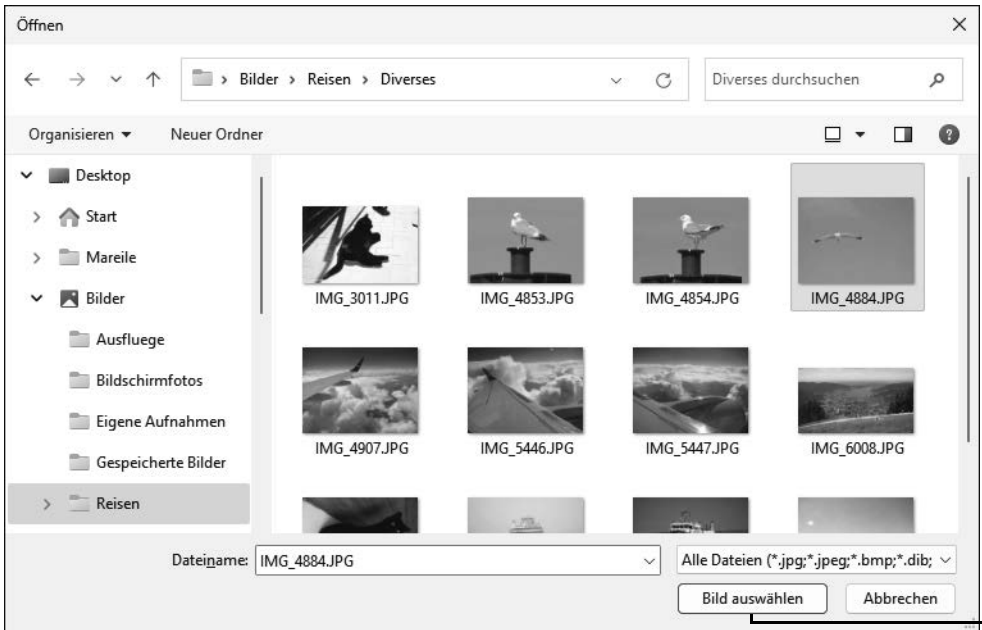 Öffnen
Bilder > Reisen > Diverses
Diverses durchsuchen
Organisieren
Neuer Ordner
Desktop
Start
Mareile
Bilder
Ausfluege
Bildschirmfotos
Eigene Aufnahmen
Gespeicherte Bilder
Reisen
IMG_3011.JPG
IMG_4853.JPG
IMG_4854.JPG
IMG_4884.JPG
IMG_4907.JPG
IMG_5446.JPG
IMG_5447.JPG
IMG_6008.JPG
Dateiname: IMG_4884.JPG
Alle Dateien (*.jpg;*.jpeg;*.bmp;*.dib;
Bild auswählen
Abbrechen